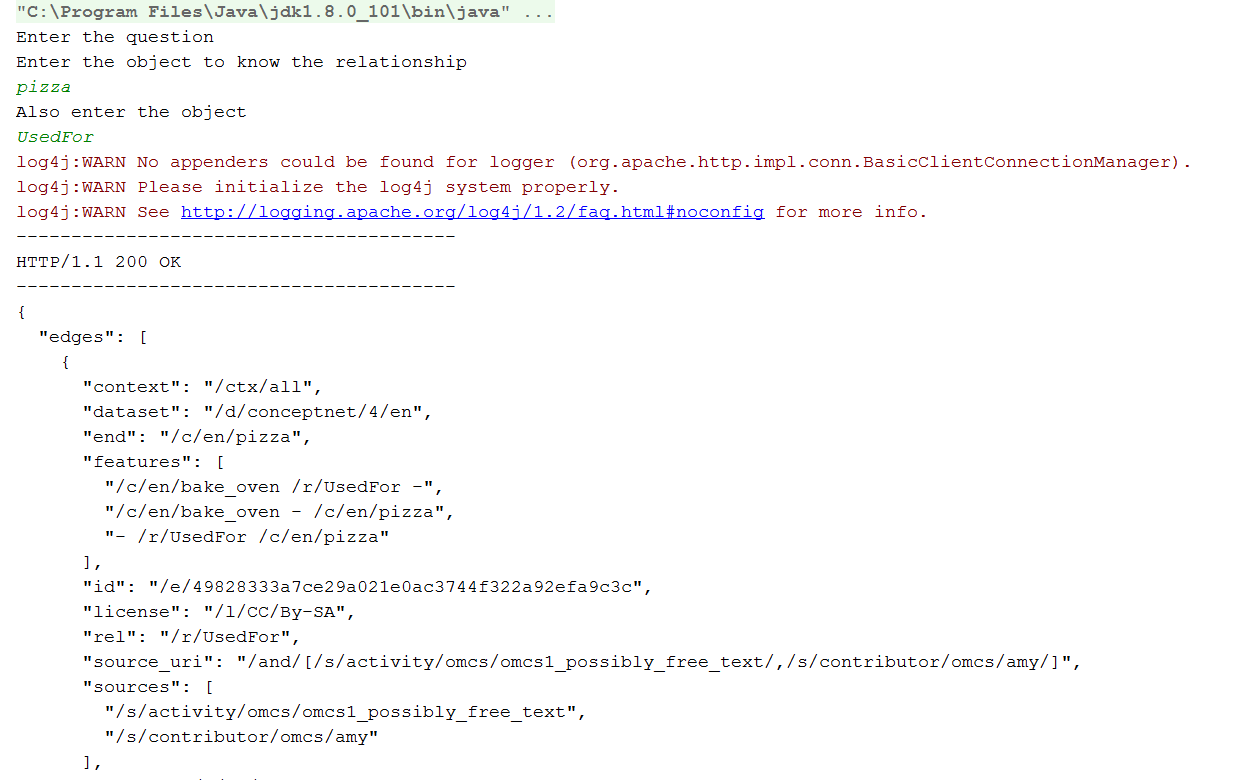 "C:\Program Files\Java\jdk1.8.0_101\bin\java" ...
Enter the question
Enter the object to know the relationship
pizza
Also enter the object
UsedFor
log4j:WARN No appenders could be found for logger (org.apache.http.impl.conn.BasicClientConnectionManager).
log4j:WARN Please initialize the log4j system properly.
log4j:WARN See http://logging.apache.org/log4j/1.2/faq.html#noconfig for more info.
----------------------------------------
HTTP/1.1 200 OK
----------------------------------------
{
  "edges": [
    {
      "context": "/ctx/all",
      "dataset": "/d/conceptnet/4/en",
      "end": "/c/en/pizza",
      "features": [
        "/c/en/bake_oven /r/UsedFor -",
        "/c/en/bake_oven - /c/en/pizza",
        "- /r/UsedFor /c/en/pizza"
      ],
      "id": "/e/49828333a7ce29a021e0ac3744f322a92efa9c3c",
      "license": "/l/CC/By-SA",
      "rel": "/r/UsedFor",
      "source_uri": "/and/[/s/activity/omcs/omcs1_possibly_free_text/,/s/contributor/omcs/amy/]",
      "sources": [
        "/s/activity/omcs/omcs1_possibly_free_text",
        "/s/contributor/omcs/amy"
      ],